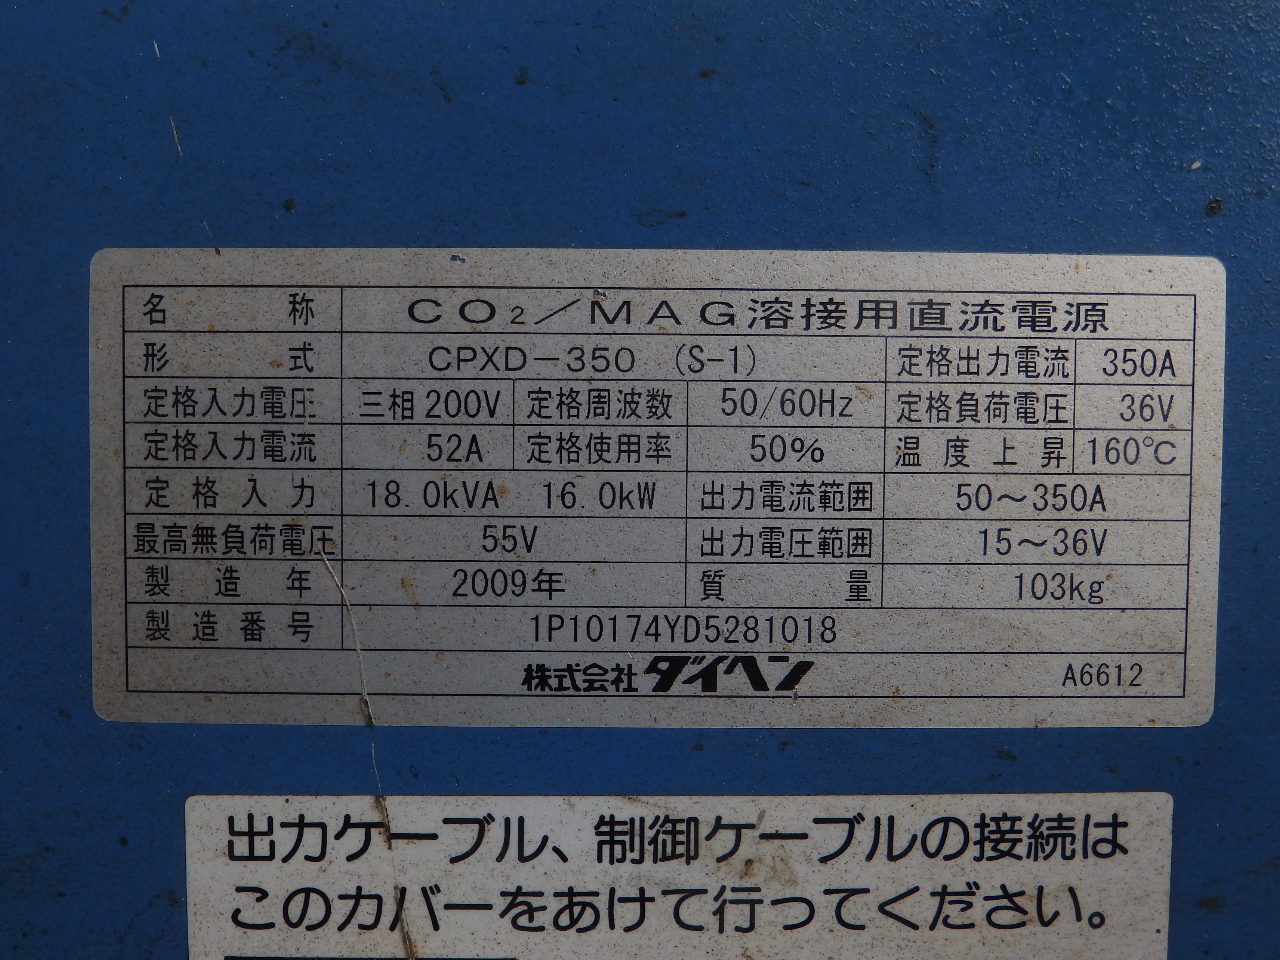 名称 CO₂/MAG溶接用直流電源
形式 CPXD-350 (S-1) 定格出力電流 350A
定格入力電圧 三相200V 定格周波数 50/60Hz 定格負荷電圧 36V
定格入力電流 52A 定格使用率 50% 温度上昇 160℃
定格入力 18.0kVA 16.0kW 出力電流範囲 50～350A
最高無負荷電圧 55V 出力電圧範囲 15～36V
製造年 2009年 質量 103kg
製造番号 1P10174YD5281018
株式会社ダイヘン A6612
出力ケーブル、制御ケーブルの接続は
このカバーをあけて行ってください。